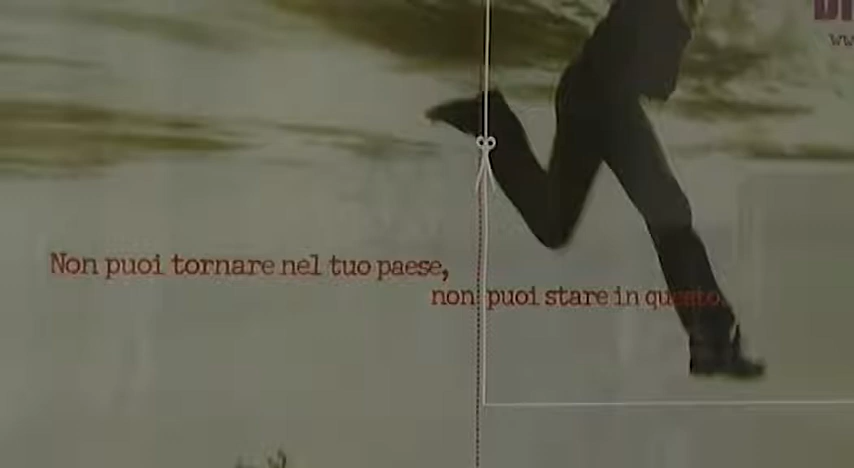 Non puoi tornare nel tuo paese,
non puoi stare in questo.